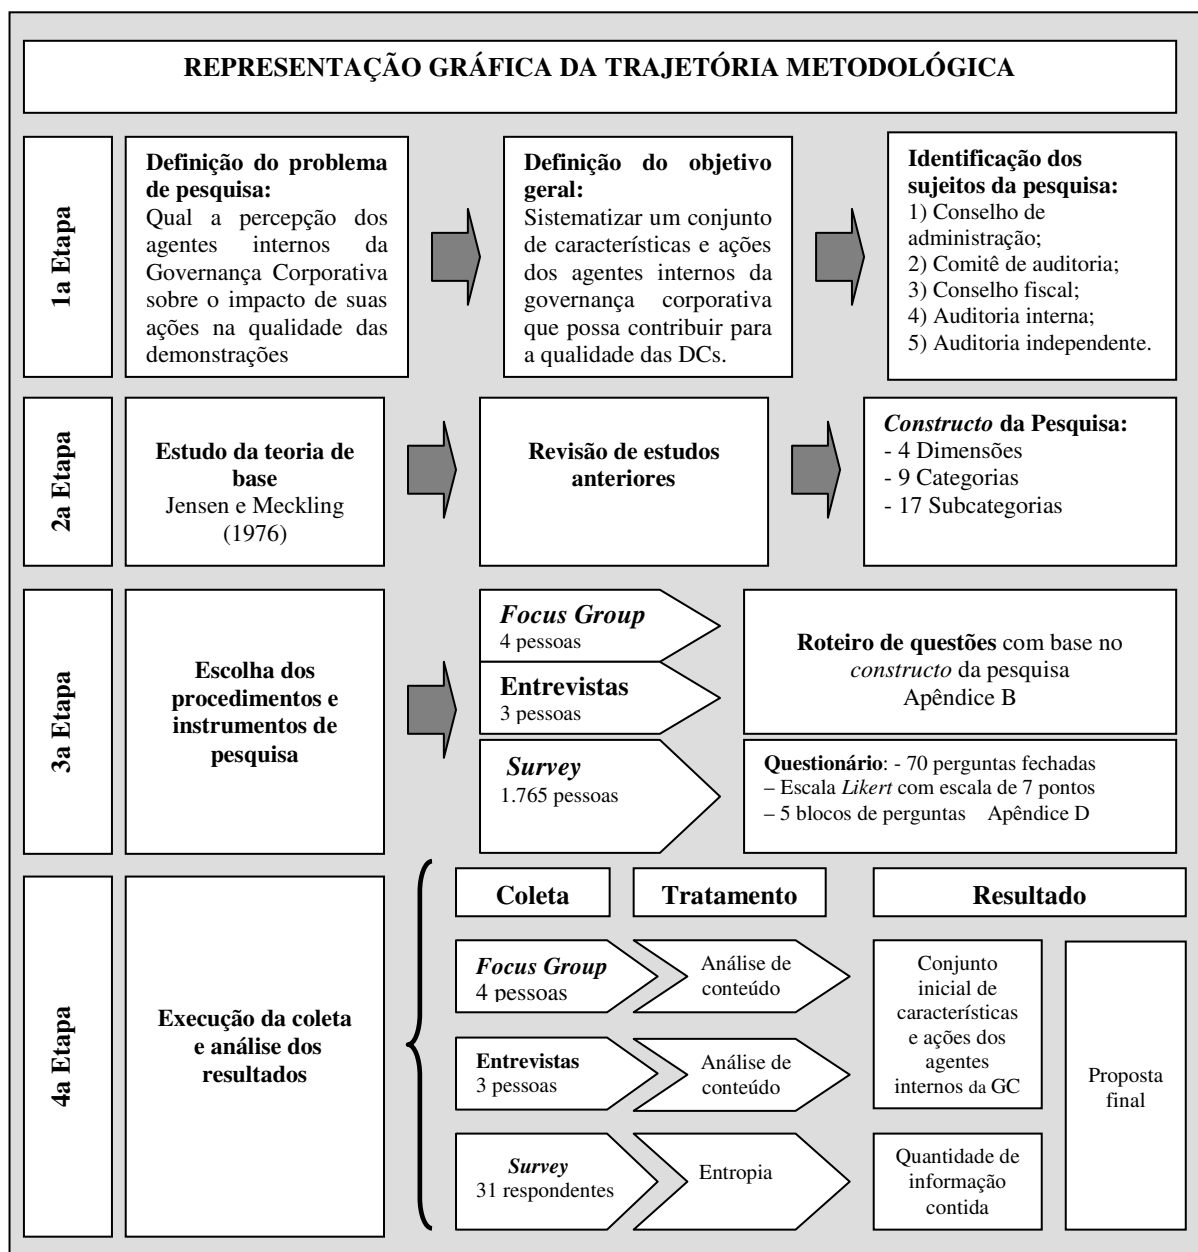 REPRESENTAÇÃO GRÁFICA DA TRAJETÓRIA METODOLÓGICA
1a Etapa
Definição do problema
de pesquisa:
Qual a percepção dos
agentes internos da
Governança Corporativa
sobre o impacto de suas
ações na qualidade das
demonstrações
Definição do objetivo
geral:
Sistematizar um conjunto
de características e ações
dos agentes internos da
governança corporativa
que possa contribuir para
a qualidade das DCs.
Identificação dos
sujeitos da pesquisa:
1) Conselho de
administração;
2) Comitê de auditoria;
3) Conselho fiscal;
4) Auditoria interna;
5) Auditoria independente.
2a Etapa
Estudo da teoria de
base
Jensen e Meckling
(1976)
Revisão de estudos
anteriores
Constructo da Pesquisa:
- 4 Dimensões
- 9 Categorias
- 17 Subcategorias
3a Etapa
Escolha dos
procedimentos e
instrumentos de
pesquisa
Focus Group
4 pessoas
Entrevistas
3 pessoas
Survey
1.765 pessoas
Roteiro de questões com base no
constructo da pesquisa
Apêndice B
Questionário: - 70 perguntas fechadas
– Escala Likert com escala de 7 pontos
– 5 blocos de perguntas Apêndice D
4a Etapa
Execução da coleta
e análise dos
resultados
Coleta
Tratamento
Resultado
Focus Group
4 pessoas
Análise de
conteúdo
Entrevistas
3 pessoas
Análise de
conteúdo
Conjunto
inicial de
características
e ações dos
agentes
internos da GC
Survey
31 respondentes
Entropia
Quantidade de
informação
contida
Proposta
final